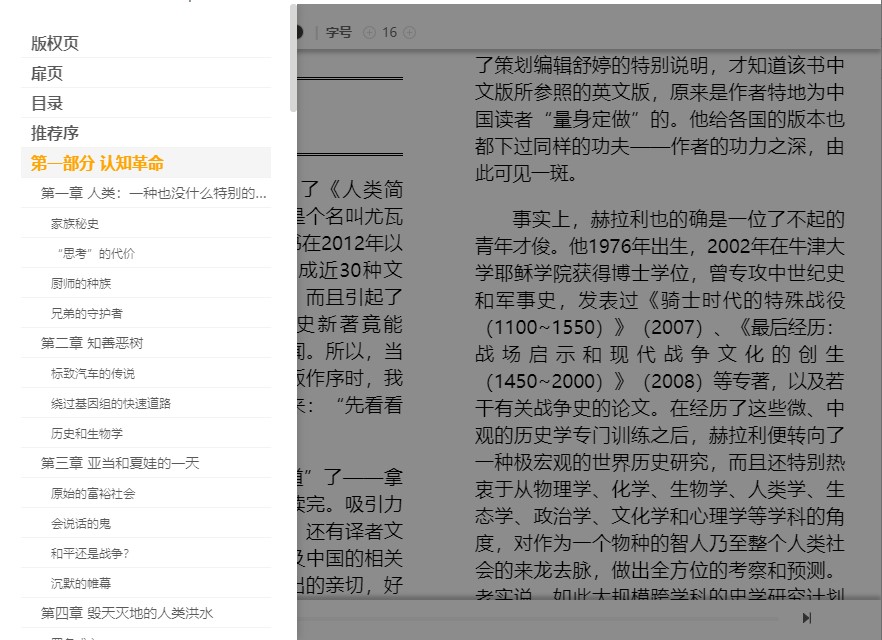 版权页
扉页
目录
推荐序
第一部分 认知革命
第一章 人类：一种也没什么特别的...
家族秘史
“思考”的代价
厨师的种族
兄弟的守护者
第二章 知善恶树
标致汽车的传说
绕过基因组的快速道路
历史和生物学
第三章 亚当和夏娃的一天
原始的富裕社会
会说话的鬼
和平还是战争?
沉默的帷幕
第四章 毁天灭地的人类洪水
字号 16
了《人类简
是个名叫尤瓦
在2012年以
成近30种文
而且引起了
史新著竟能
闻。所以，当
版作序时，我
来：“先看看
道”了——拿
读完。吸引力
还有译者文
及中国的相关
出的亲切，好
了策划编辑舒婷的特别说明，才知道该书中
文版所参照的英文版，原来是作者特地为中
国读者“量身定做”的。他给各国的版本也
都下过同样的功夫——作者的功力之深，由
此可见一斑。
事实上，赫拉利也的确是一位了不起的
青年才俊。他1976年出生，2002年在牛津大
学耶稣学院获得博士学位，曾专攻中世纪史
和军事史，发表过《骑士时代的特殊战役
（1100~1550）》（2007）、《最后经历：
战场启示和现代战争文化的创生
（1450~2000）》（2008）等专著，以及若
干有关战争史的论文。在经历了这些微、中
观的历史学专门训练之后，赫拉利便转向了
一种极宏观的世界历史研究，而且还特别热
衷于从物理学、化学、生物学、人类学、生
态学、政治学、文化学和心理学等学科的角
度，对作为一个物种的智人乃至整个人类社
会的来龙去脉，做出全方位的考察和预测。
老实说，如此大规模跨学科的史学研究计划